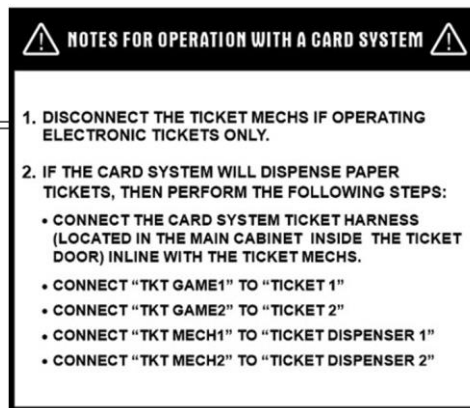 NOTES FOR OPERATION WITH A CARD SYSTEM
1. DISCONNECT THE TICKET MECHS IF OPERATING
ELECTRONIC TICKETS ONLY.
2. IF THE CARD SYSTEM WILL DISPENSE PAPER
TICKETS, THEN PERFORM THE FOLLOWING STEPS:
• CONNECT THE CARD SYSTEM TICKET HARNESS
(LOCATED IN THE MAIN CABINET INSIDE THE TICKET
DOOR) INLINE WITH THE TICKET MECHS.
• CONNECT “TKT GAME1” TO “TICKET 1”
• CONNECT “TKT GAME2” TO “TICKET 2”
• CONNECT “TKT MECH1” TO “TICKET DISPENSER 1”
• CONNECT “TKT MECH2” TO “TICKET DISPENSER 2”